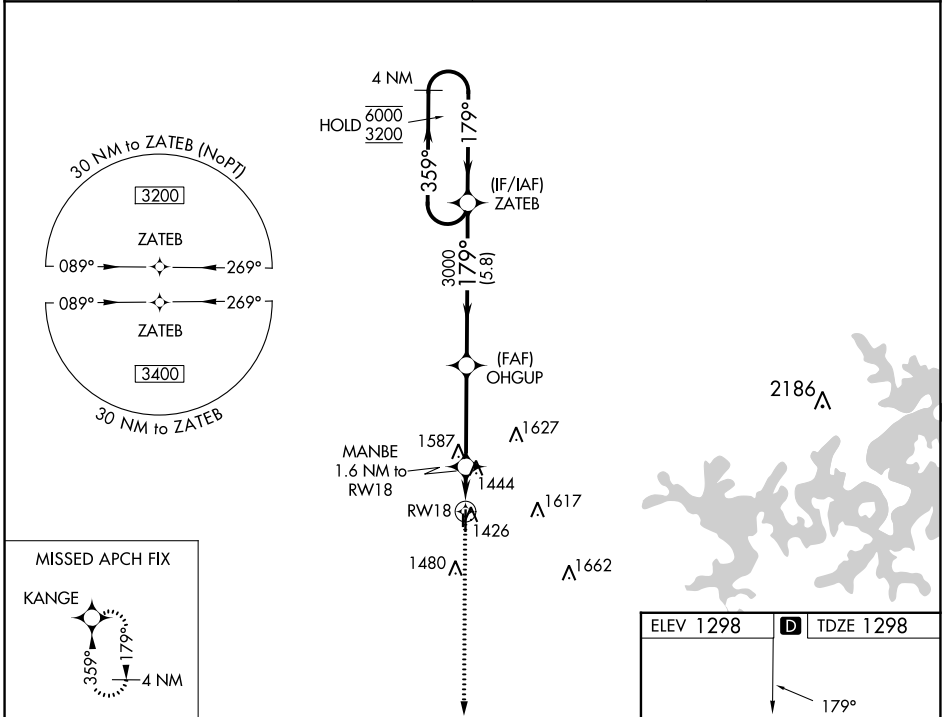 4 NM
HOLD 6000
3200
179°
359°
(IF/IAF)
ZATEB
30 NM to ZATEB (NoPT)
3200
ZATEB
089°
269°
089°
269°
ZATEB
3400
30 NM to ZATEB
3000
179°
(5.8)
(FAF)
OHGUP
2186
1587
1627
MANBE
1.6 NM to
RW18
1444
RW18
1426
1617
1480
1662
MISSED APCH FIX
KANGE
359°
179°
4 NM
ELEV 1298
D
TDZE 1298
179°